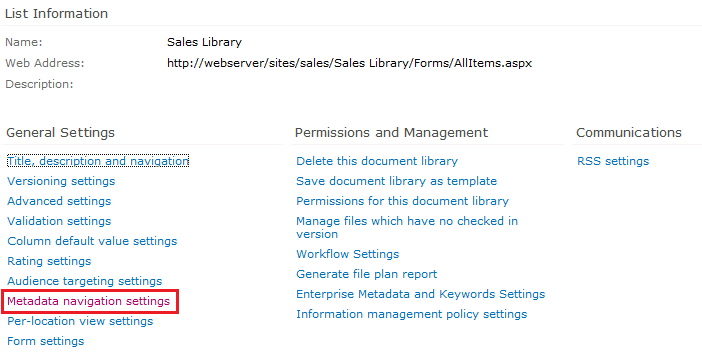 List Information
Name: Sales Library
Web Address: http://webserver/sites/sales/Sales Library/Forms/AllItems.aspx
Description:
General Settings
Title, description and navigation
Versioning settings
Advanced settings
Validation settings
Column default value settings
Rating settings
Audience targeting settings
Metadata navigation settings
Per-location view settings
Form settings
Permissions and Management
Delete this document library
Save document library as template
Permissions for this document library
Manage files which have no checked in
version
Workflow Settings
Generate file plan report
Enterprise Metadata and Keywords Settings
Information management policy settings
Communications
RSS settings